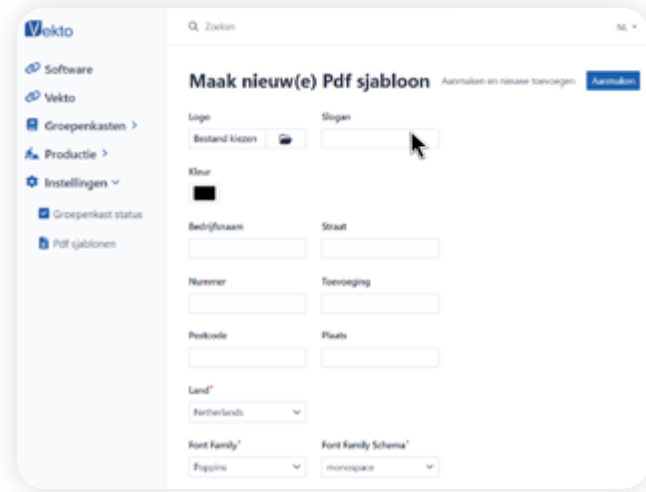 Vekto
Zoeken
NL
Software
Vekto
Groepenkasten
Productie
Instellingen
Groepenkast status
Pdf sjablonen
Maak nieuw(e) Pdf sjabloon
Aanmaken en nieuwe toevoegen
Aanmaken
Logo
Slogan
Bestand kiezen
Kleur
Bedrijfsnaam
Straat
Nummer
Toevoeging
Postcode
Plaats
Land*
Netherlands
Font Family*
Font Family Schema*
Poppins
monospace